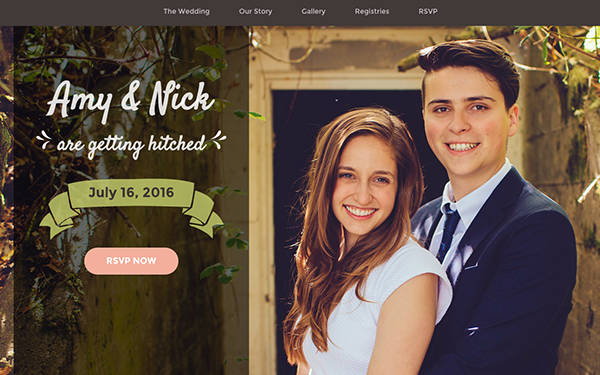 The Wedding Our Story Gallery Registries RSVP
Amy & Nick
are getting hitched
July 16, 2016
RSVP NOW